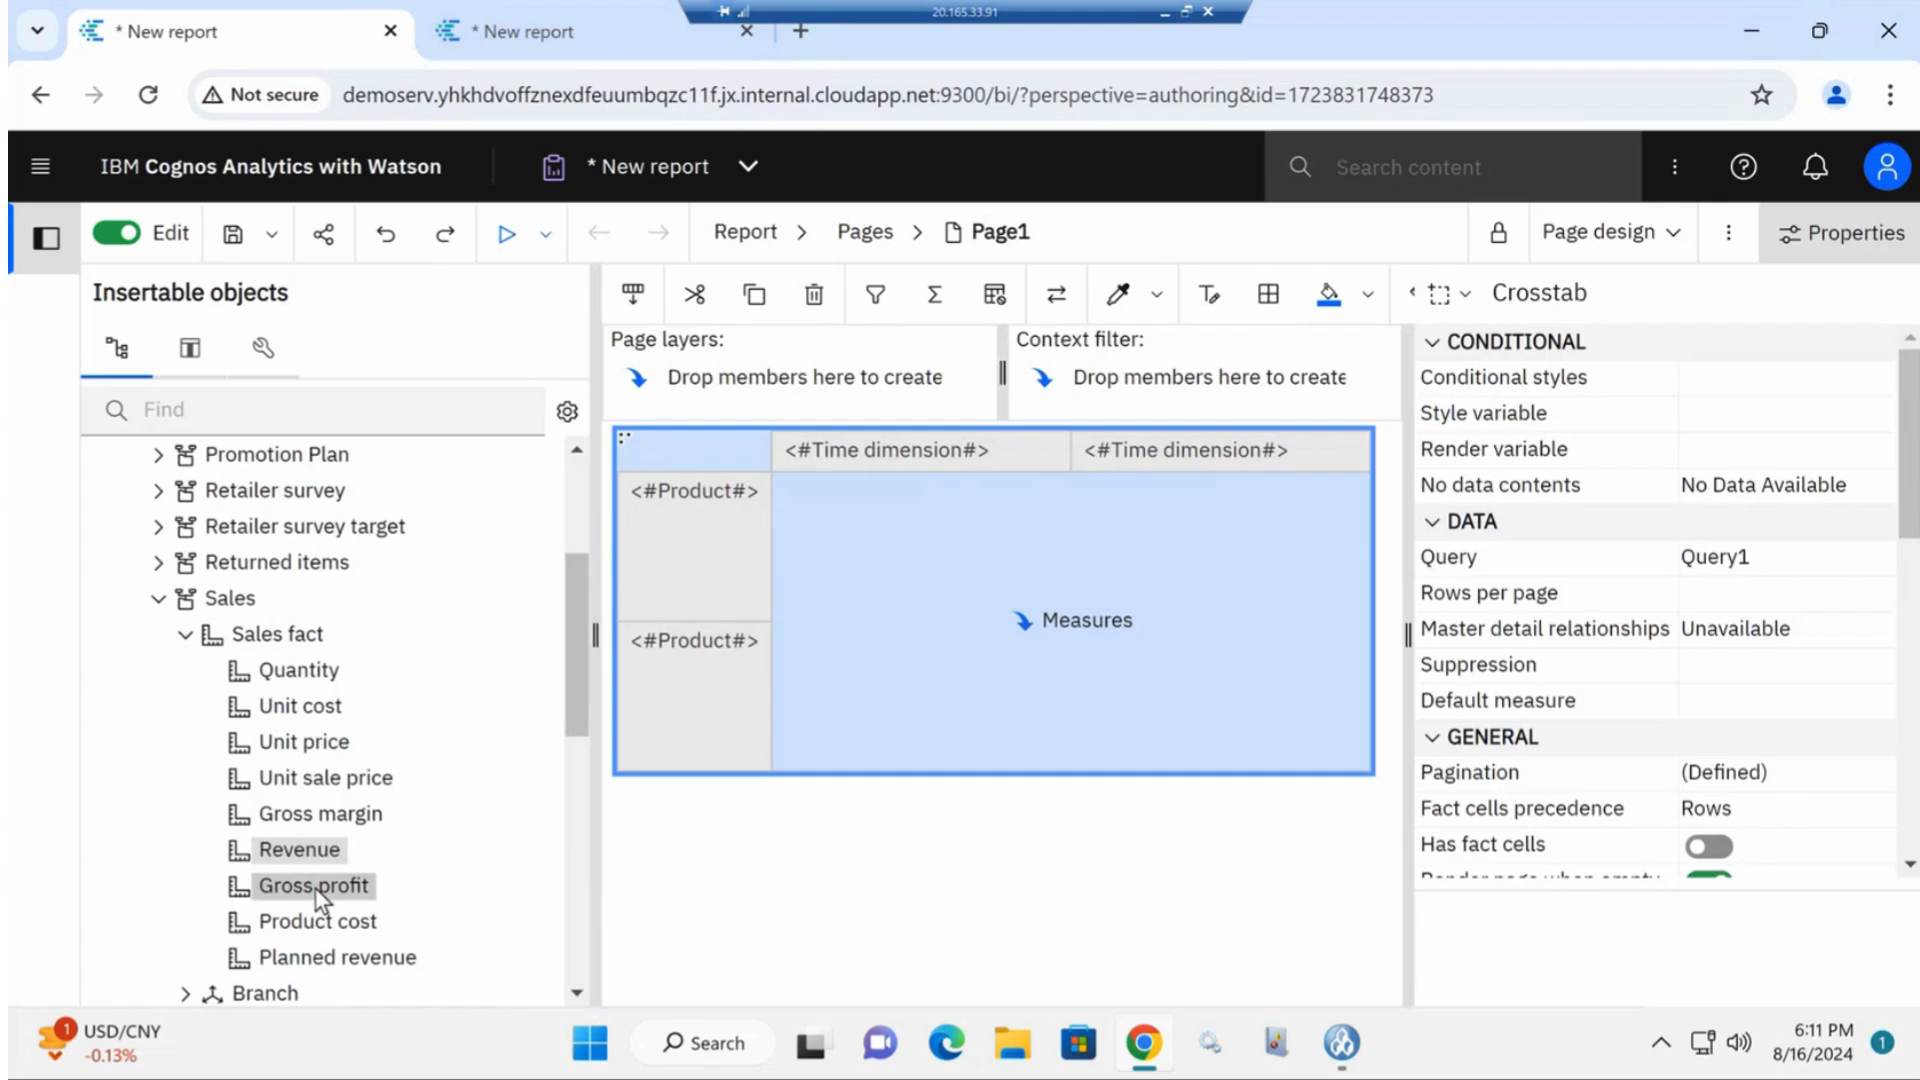 * New report
* New report
20.165.33.91
Not secure
demoserv.yhkhdvoffznexdfeuumbqzc11f.jx.internal.cloudapp.net:9300/bi/?perspective=authoring&id=1723831748373
IBM Cognos Analytics with Watson
* New report
Search content
Edit
Report
Pages
Page1
Page design
Properties
Insertable objects
Crosstab
Find
Promotion Plan
Retailer survey
Retailer survey target
Returned items
Sales
Sales fact
Quantity
Unit cost
Unit price
Unit sale price
Gross margin
Revenue
Gross profit
Product cost
Planned revenue
Branch
Page layers:
Drop members here to create
Context filter:
Drop members here to create
<#Time dimension#>
<#Time dimension#>
<#Product#>
<#Product#>
Measures
CONDITIONAL
Conditional styles
Style variable
Render variable
No data contents No Data Available
DATA
Query Query1
Rows per page
Master detail relationships Unavailable
Suppression
Default measure
GENERAL
Pagination (Defined)
Fact cells precedence Rows
Has fact cells
1
USD/CNY
-0.13%
Search
6:11 PM
8/16/2024
1